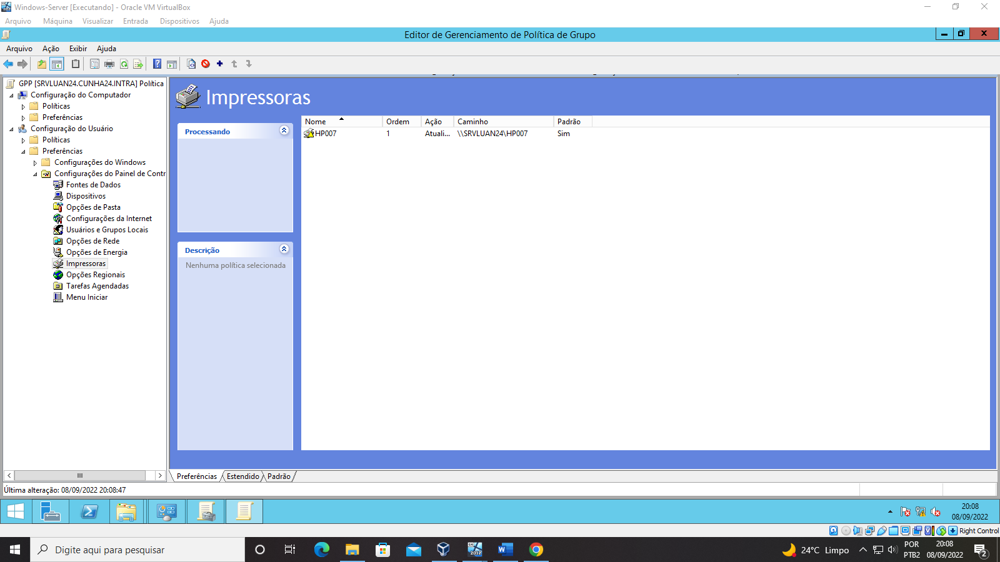 Windows-Server [Executando] - Oracle VM VirtualBox
Arquivo Máquina Visualizar Entrada Dispositivos Ajuda
Editor de Gerenciamento de Política de Grupo
Arquivo Ação Exibir Ajuda
GPP [SRVLUAN24.CUNHA24.INTRA] Política
Configuração do Computador
Políticas
Preferências
Configuração do Usuário
Políticas
Preferências
Configurações do Windows
Configurações do Painel de Contr
Fontes de Dados
Dispositivos
Opções de Pasta
Configurações da Internet
Usuários e Grupos Locais
Opções de Rede
Opções de Energia
Impressoras
Opções Regionais
Tarefas Agendadas
Menu Iniciar
Impressoras
Processando
Descrição
Nenhuma política selecionada
Nome Ordem Ação Caminho Padrão
HP007 1 Atuali... \\SRVLUAN24\HP007 Sim
Preferências Estendido Padrão
Última alteração: 08/09/2022 20:08:47
20:08
08/09/2022
Right Control
Digite aqui para pesquisar
2012
24°C Limpo
POR
PTB2
20:08
08/09/2022
2